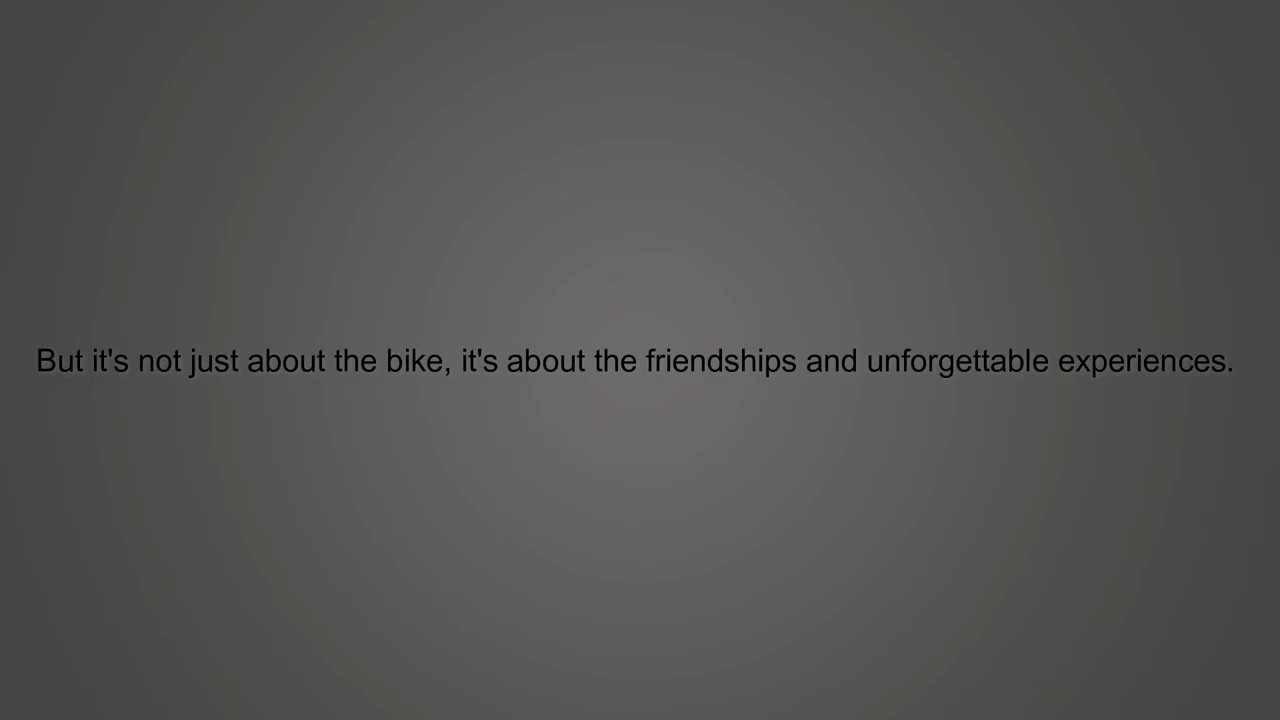 But it's not just about the bike, it's about the friendships and unforgettable experiences.